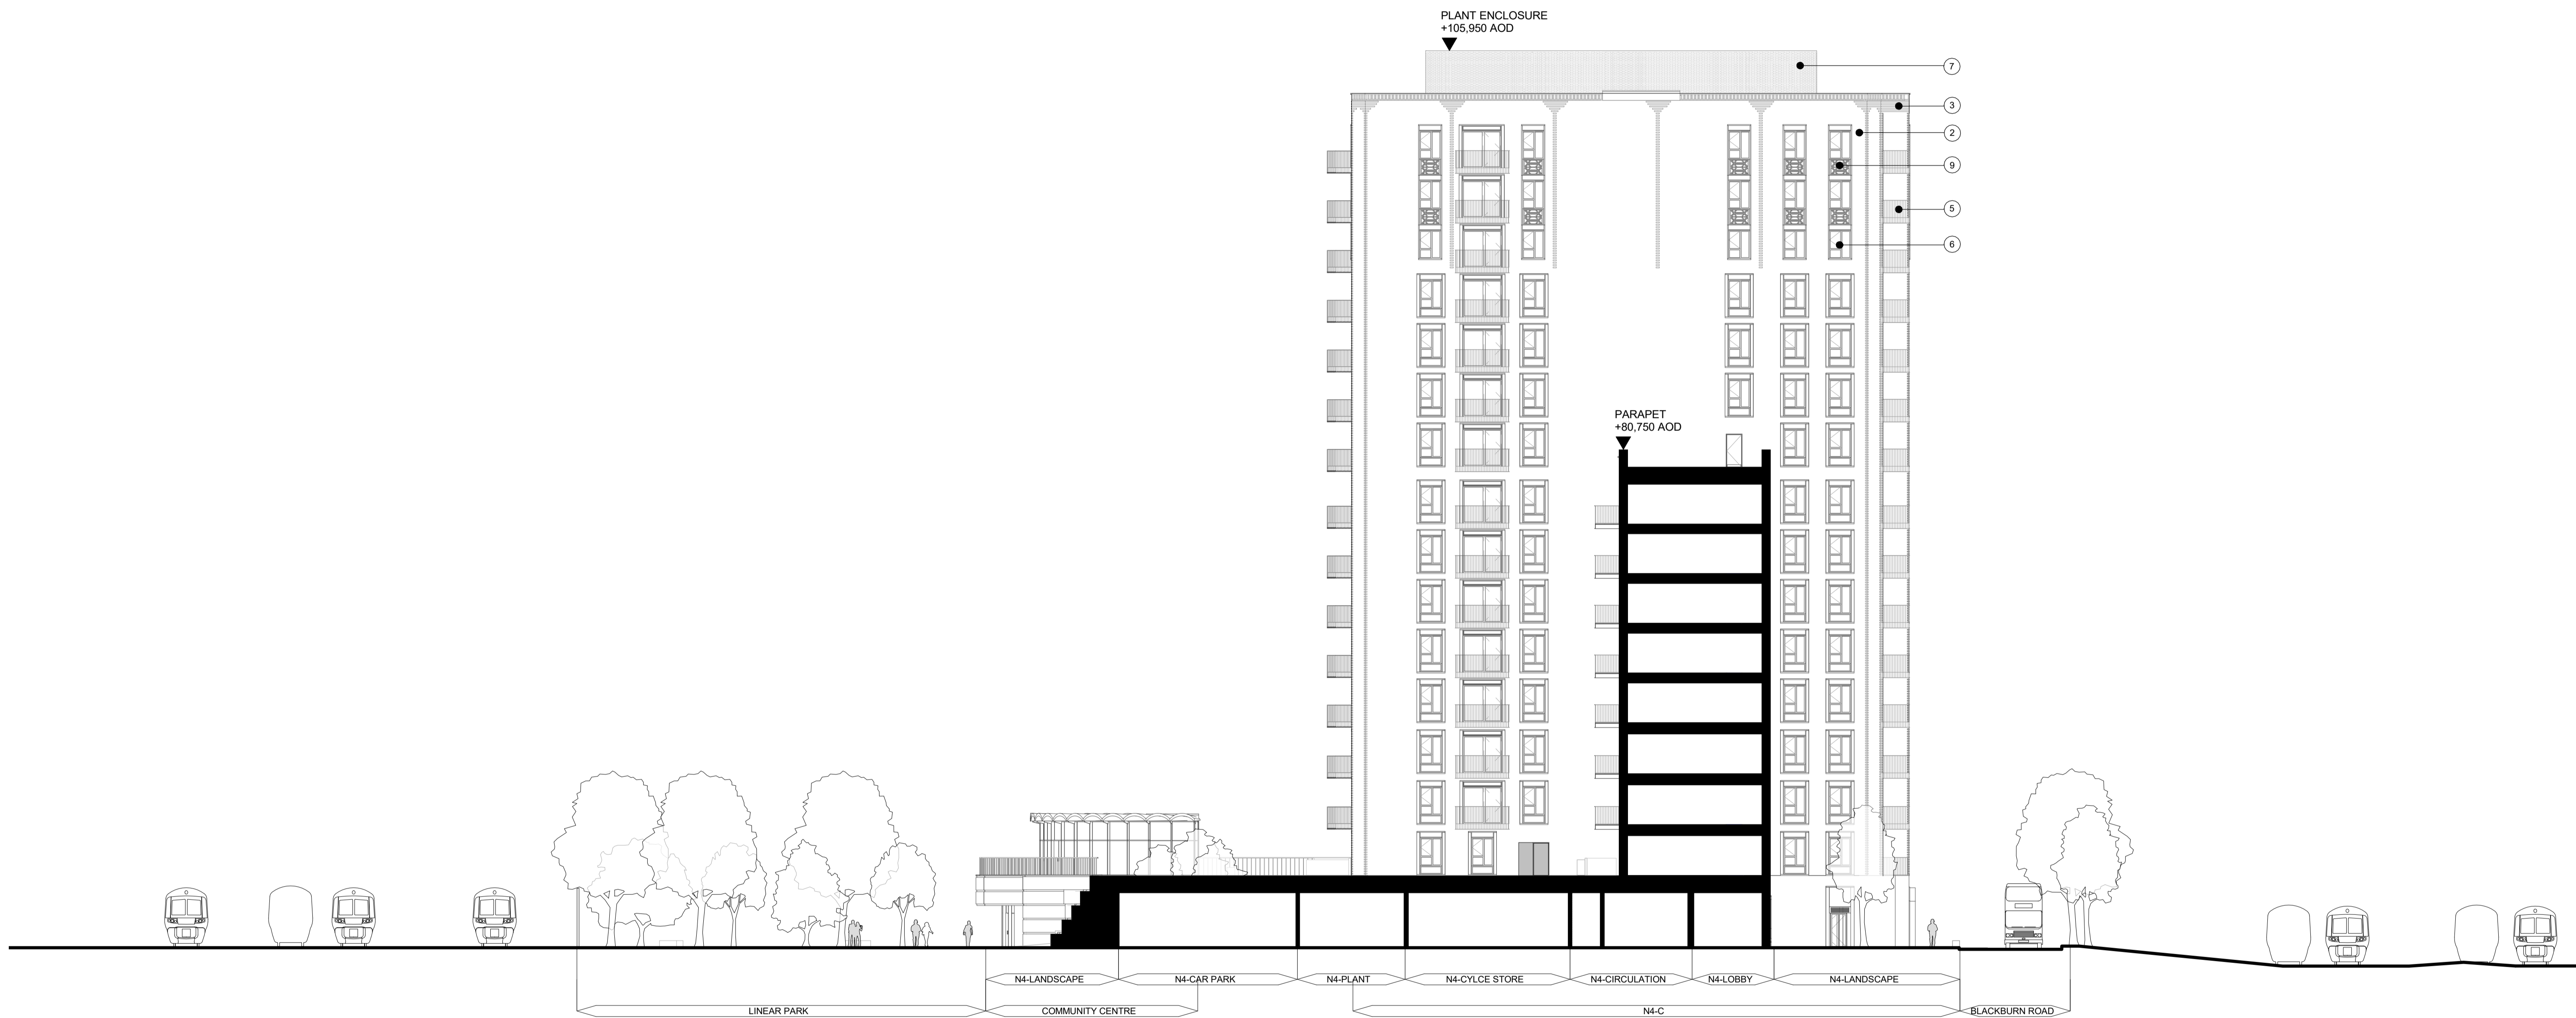 PLANT ENCLOSURE
+105,950 AOD
7
3
2
9
5
6
PARAPET
+80,750 AOD
N4-LANDSCAPE
N4-CAR PARK
N4-PLANT
N4-CYLCE STORE
N4-CIRCULATION
N4-LOBBY
N4-LANDSCAPE
LINEAR PARK
COMMUNITY CENTRE
N4-C
BLACKBURN ROAD